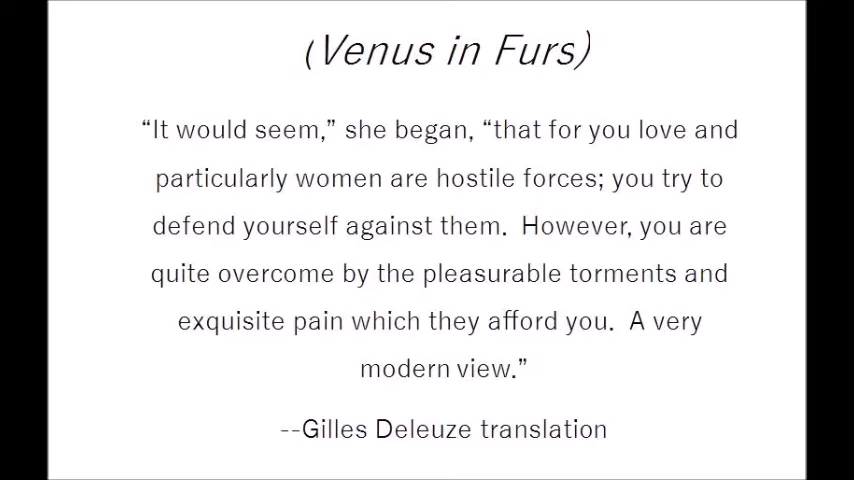 (Venus in Furs)
“It would seem,” she began, “that for you love and
particularly women are hostile forces; you try to
defend yourself against them.  However, you are
quite overcome by the pleasurable torments and
exquisite pain which they afford you.  A very
modern view.”
--Gilles Deleuze translation